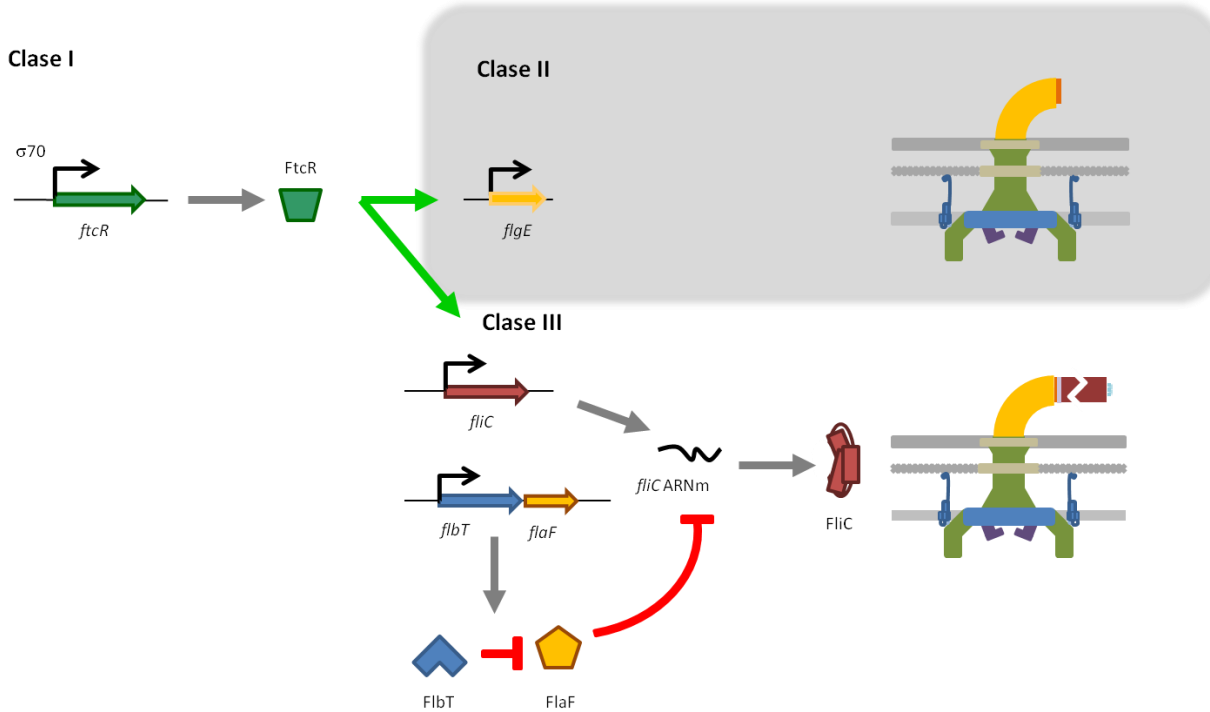 Clase I
Clase II
σ70
FtcR
ftcR
flgE
Clase III
fliC
fliC ARNm
FliC
flbT
flaF
FlbT
FlaF